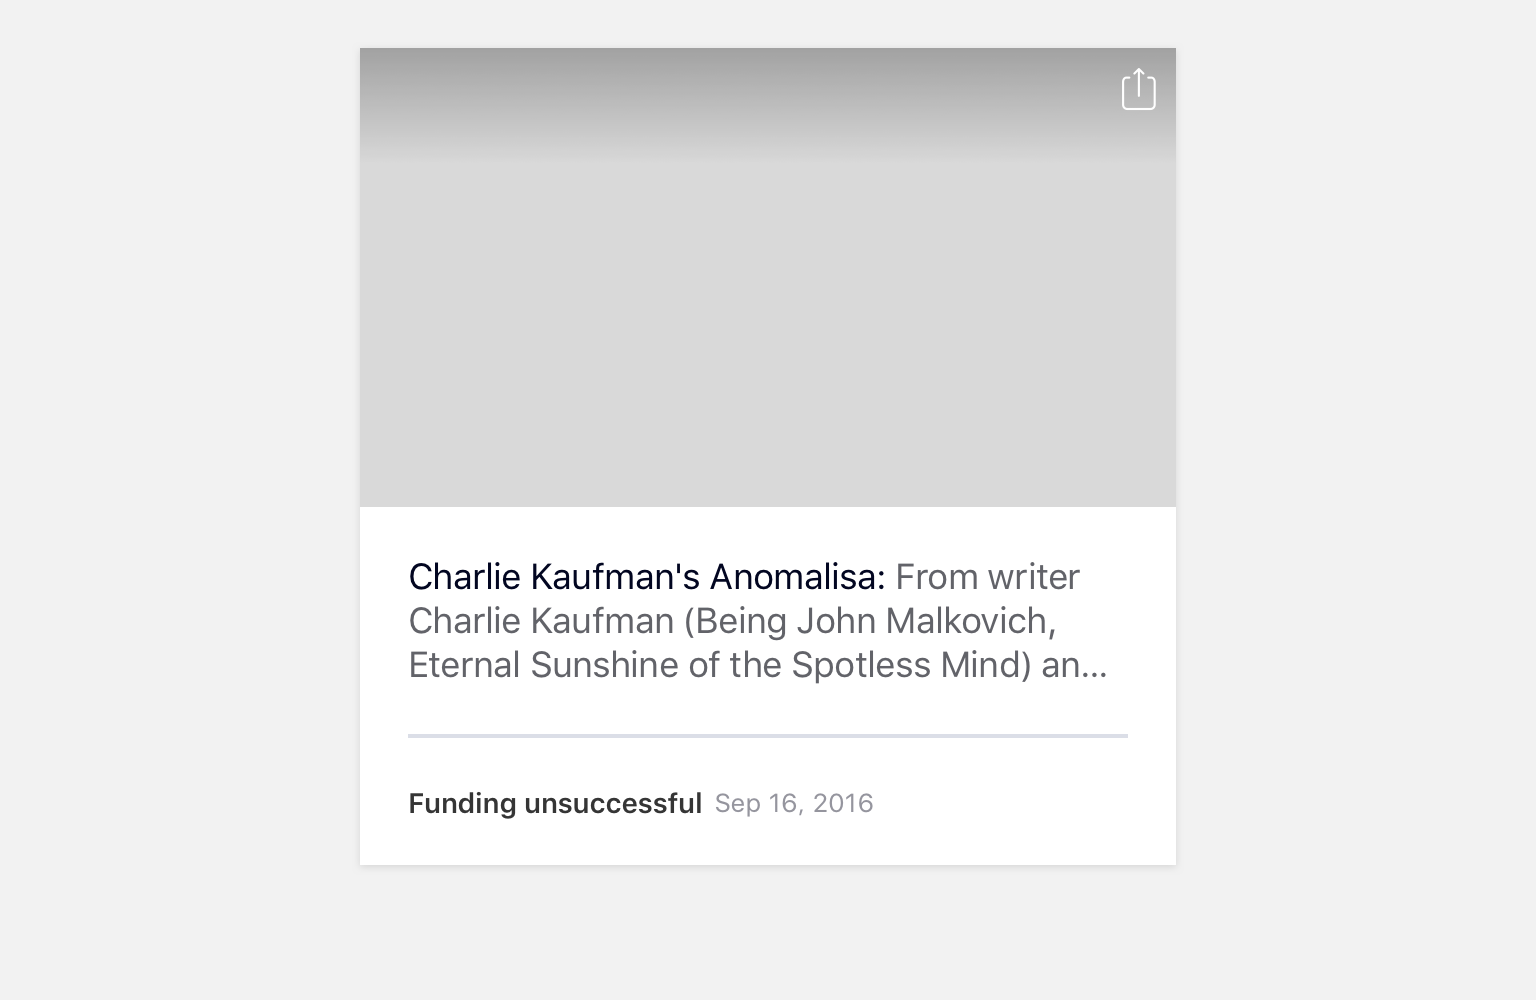 Charlie Kaufman's Anomalisa: From writer
Charlie Kaufman (Being John Malkovich,
Eternal Sunshine of the Spotless Mind) an...
Funding unsuccessful Sep 16, 2016